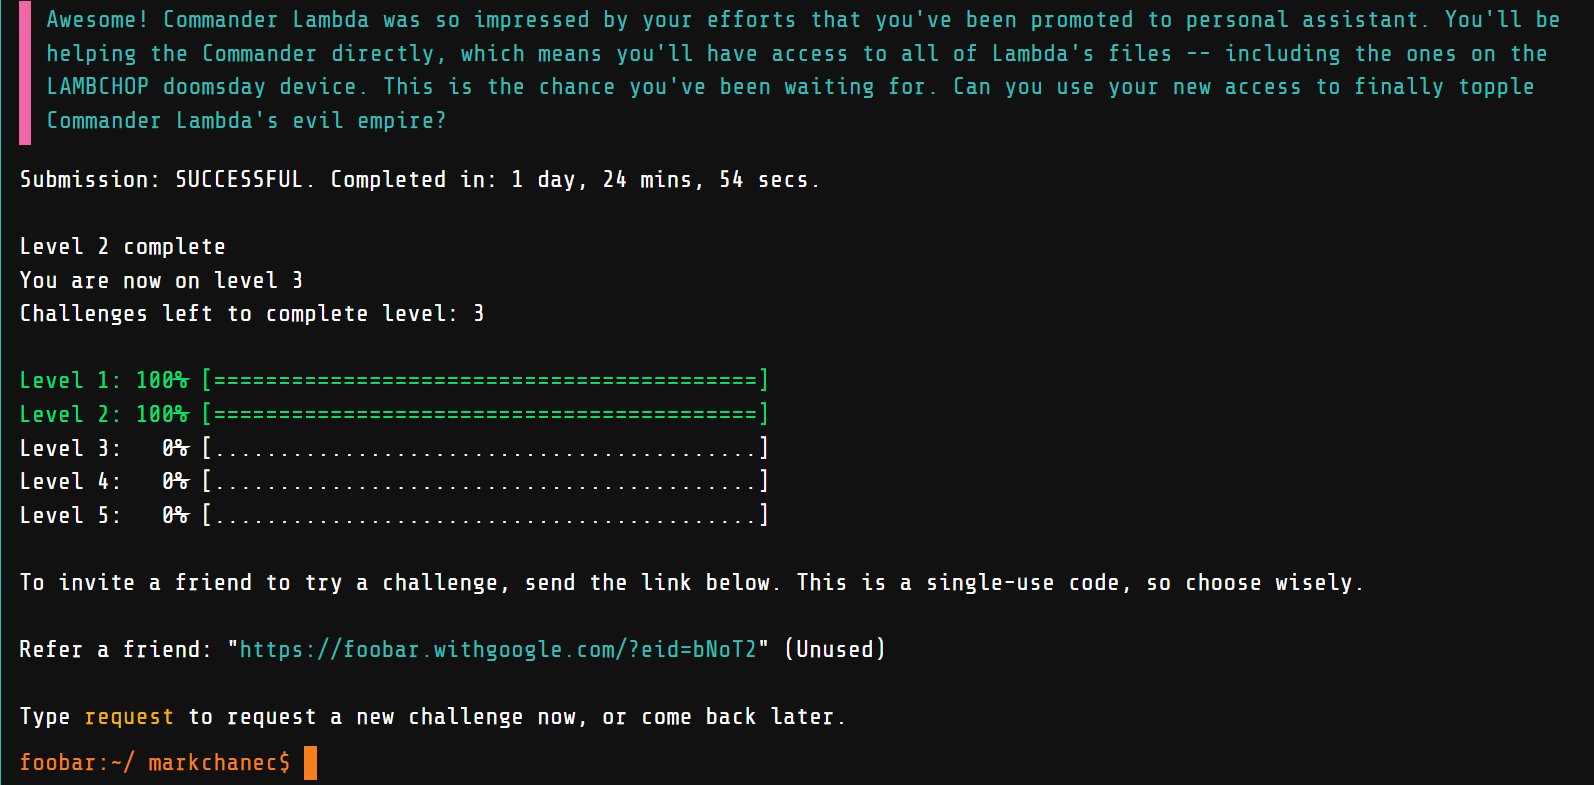 Awesome! Commander Lambda was so impressed by your efforts that you've been promoted to personal assistant. You'll be
helping the Commander directly, which means you'll have access to all of Lambda's files -- including the ones on the
LAMBCHOP doomsday device. This is the chance you've been waiting for. Can you use your new access to finally topple
Commander Lambda's evil empire?
Submission: SUCCESSFUL. Completed in: 1 day, 24 mins, 54 secs.
Level 2 complete
You are now on level 3
Challenges left to complete level: 3
Level 1: 100% [==========================================]
Level 2: 100% [==========================================]
Level 3:   0% [..........................................]
Level 4:   0% [..........................................]
Level 5:   0% [..........................................]
To invite a friend to try a challenge, send the link below. This is a single-use code, so choose wisely.
Refer a friend: "https://foobar.withgoogle.com/?eid=bNoT2" (Unused)
Type request to request a new challenge now, or come back later.
foobar:~/ markchanec$